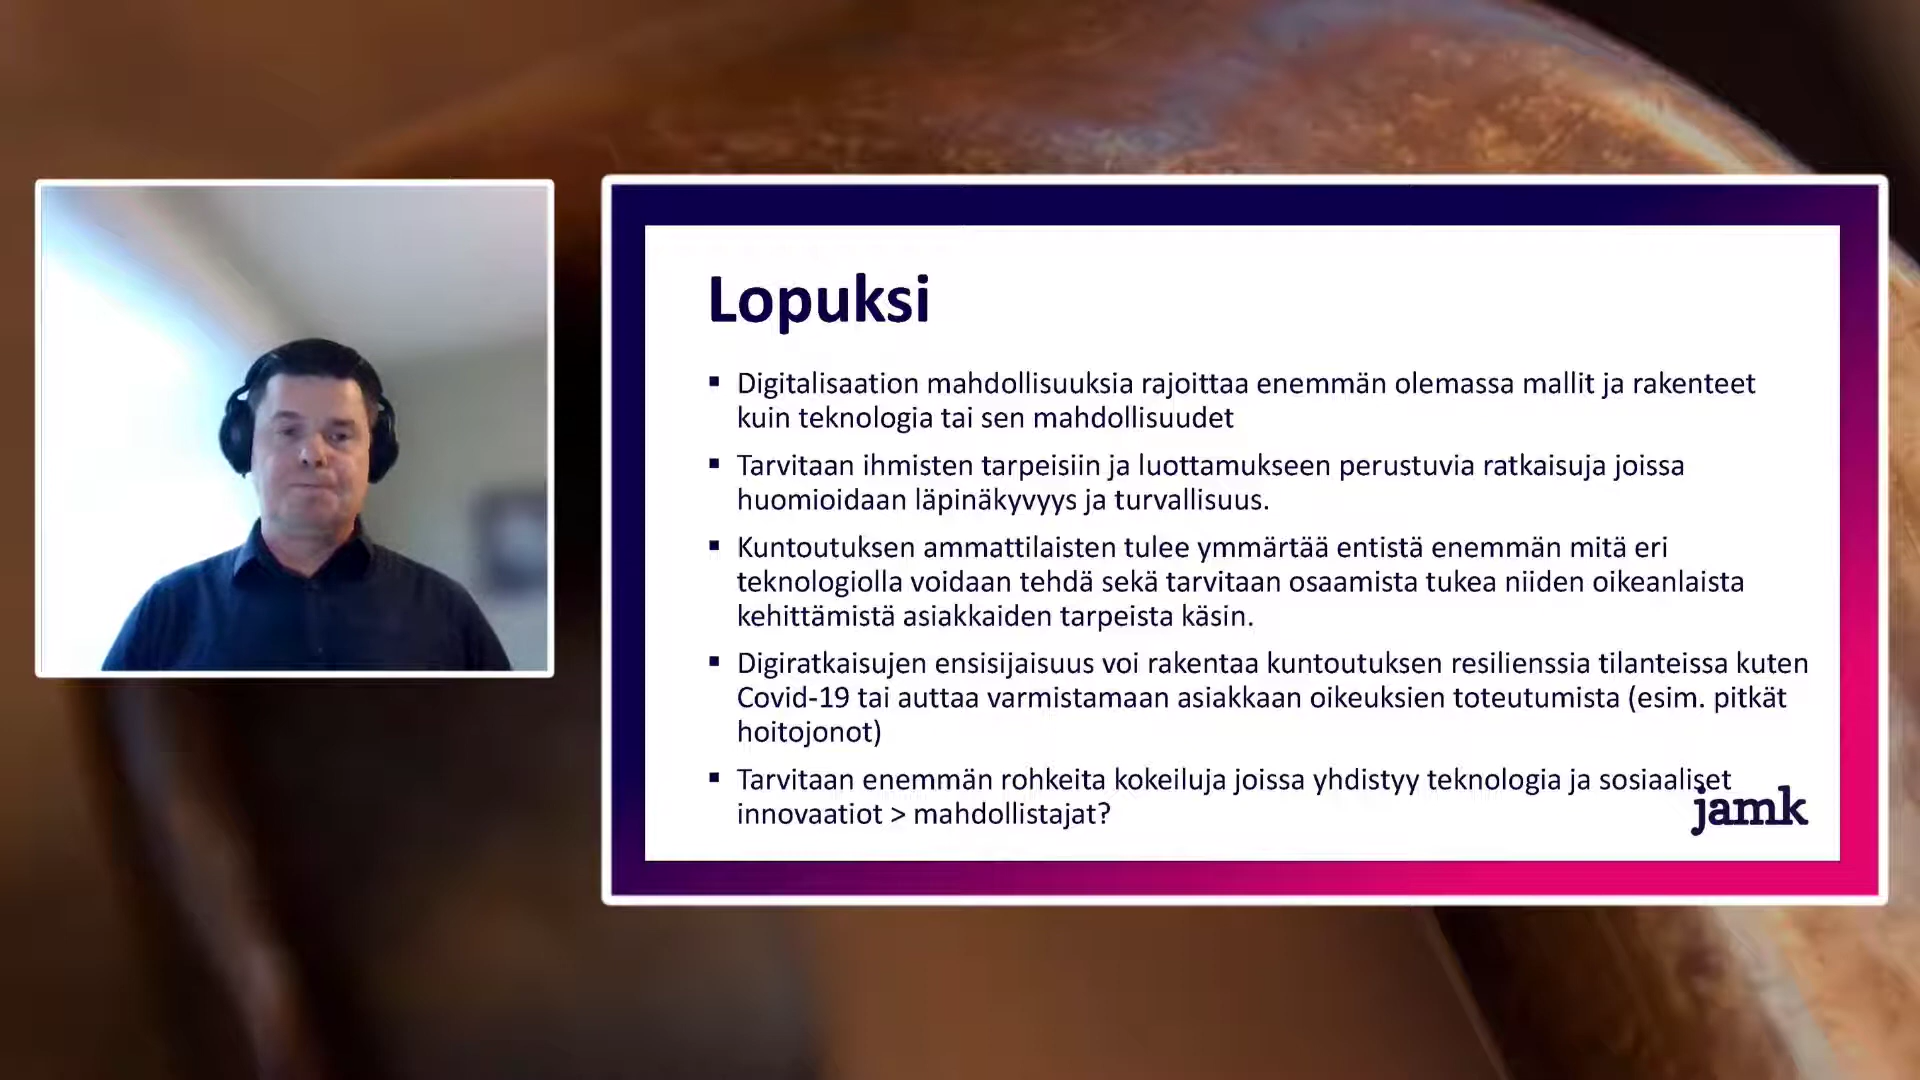 Lopuksi
▪ Digitalisaation mahdollisuuksia rajoittaa enemmän olemassa mallit ja rakenteet
kuin teknologia tai sen mahdollisuudet
▪ Tarvitaan ihmisten tarpeisiin ja luottamukseen perustuvia ratkaisuja joissa
huomioidaan läpinäkyvyys ja turvallisuus.
▪ Kuntoutuksen ammattilaisten tulee ymmärtää entistä enemmän mitä eri
teknologiolla voidaan tehdä sekä tarvitaan osaamista tukea niiden oikeanlaista
kehittämistä asiakkaiden tarpeista käsin.
▪ Digiratkaisujen ensisijaisuus voi rakentaa kuntoutuksen resilienssia tilanteissa kuten
Covid-19 tai auttaa varmistamaan asiakkaan oikeuksien toteutumista (esim. pitkät
hoitojonot)
▪ Tarvitaan enemmän rohkeita kokeiluja joissa yhdistyy teknologia ja sosiaaliset
innovaatiot > mahdollistajat?
jamk